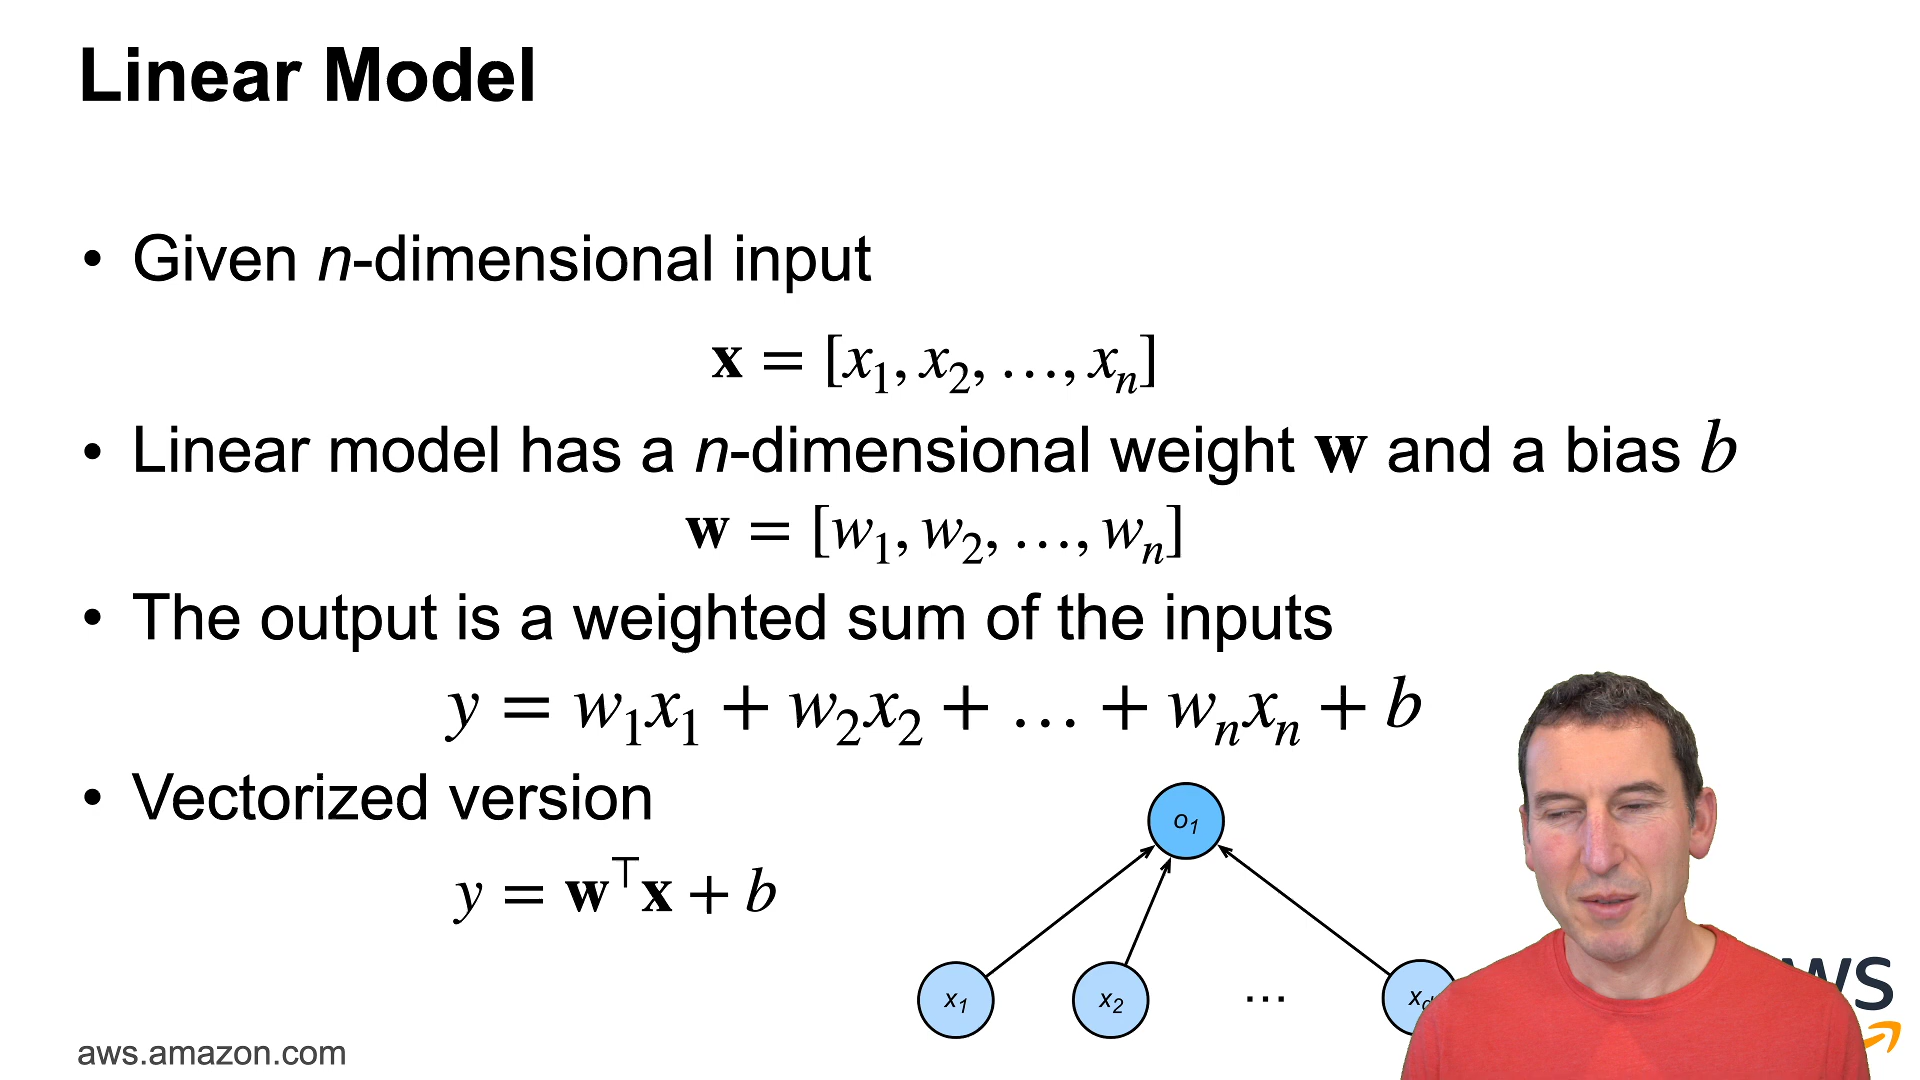 Linear Model
• Given n-dimensional input
𝐱 = [x₁, x₂, …, xₙ]
• Linear model has a n-dimensional weight 𝐰 and a bias b
𝐰 = [w₁, w₂, …, wₙ]
• The output is a weighted sum of the inputs
y = w₁x₁ + w₂x₂ + … + wₙxₙ + b
• Vectorized version
y = 𝐰ᵀ𝐱 + b
o₁
x₁ x₂ ...
aws.amazon.com